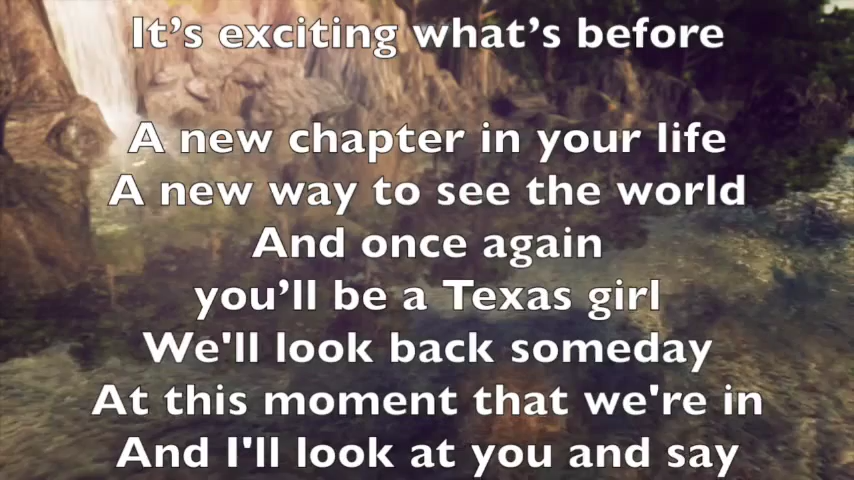 It’s exciting what’s before
A new chapter in your life
A new way to see the world
And once again
you’ll be a Texas girl
We'll look back someday
At this moment that we're in
And I'll look at you and say